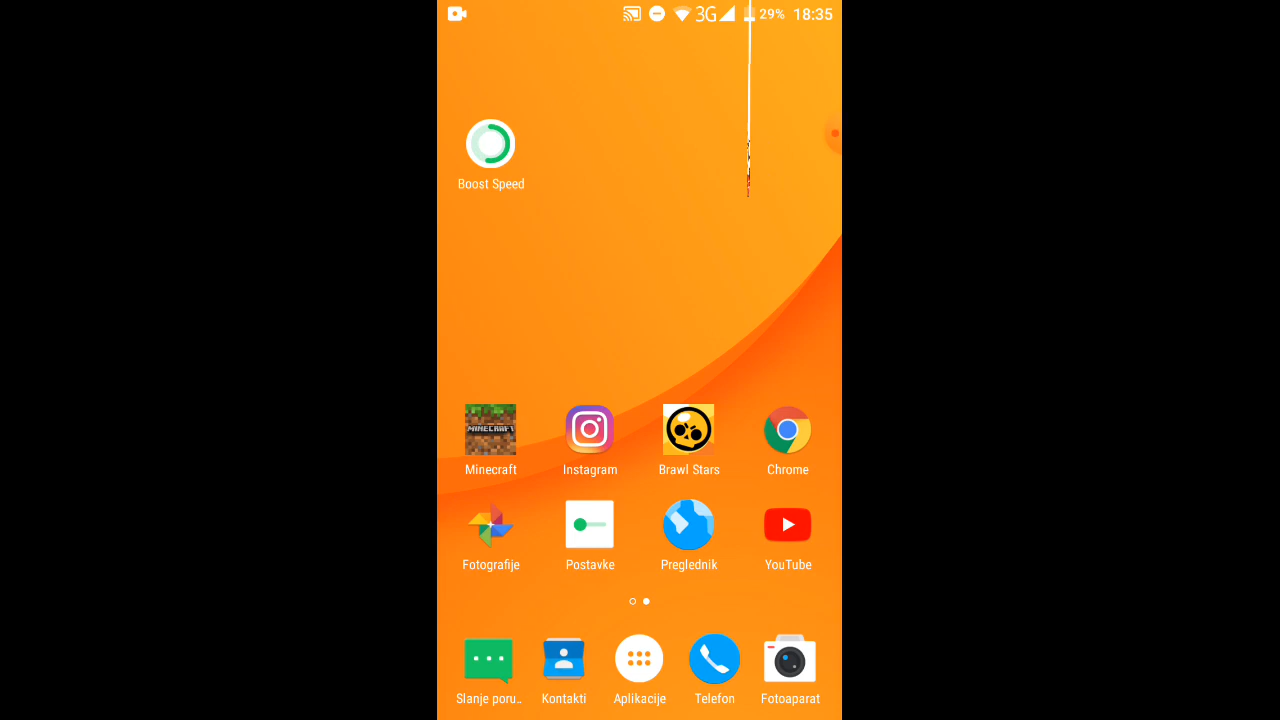 3G 29% 18:35
Boost Speed
MINECRAFT
Minecraft Instagram Brawl Stars Chrome
Fotografije Postavke Preglednik YouTube
Slanje poru.. Kontakti Aplikacije Telefon Fotoaparat